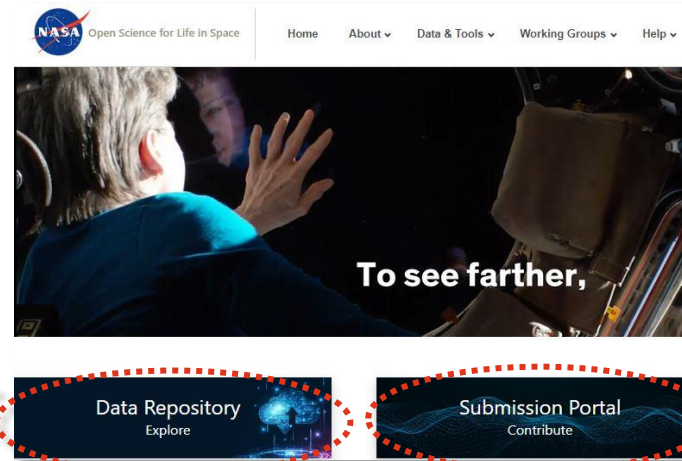 NASA Open Science for Life in Space
Home About Data & Tools Working Groups Help
To see farther,
Data Repository
Explore
Submission Portal
Contribute